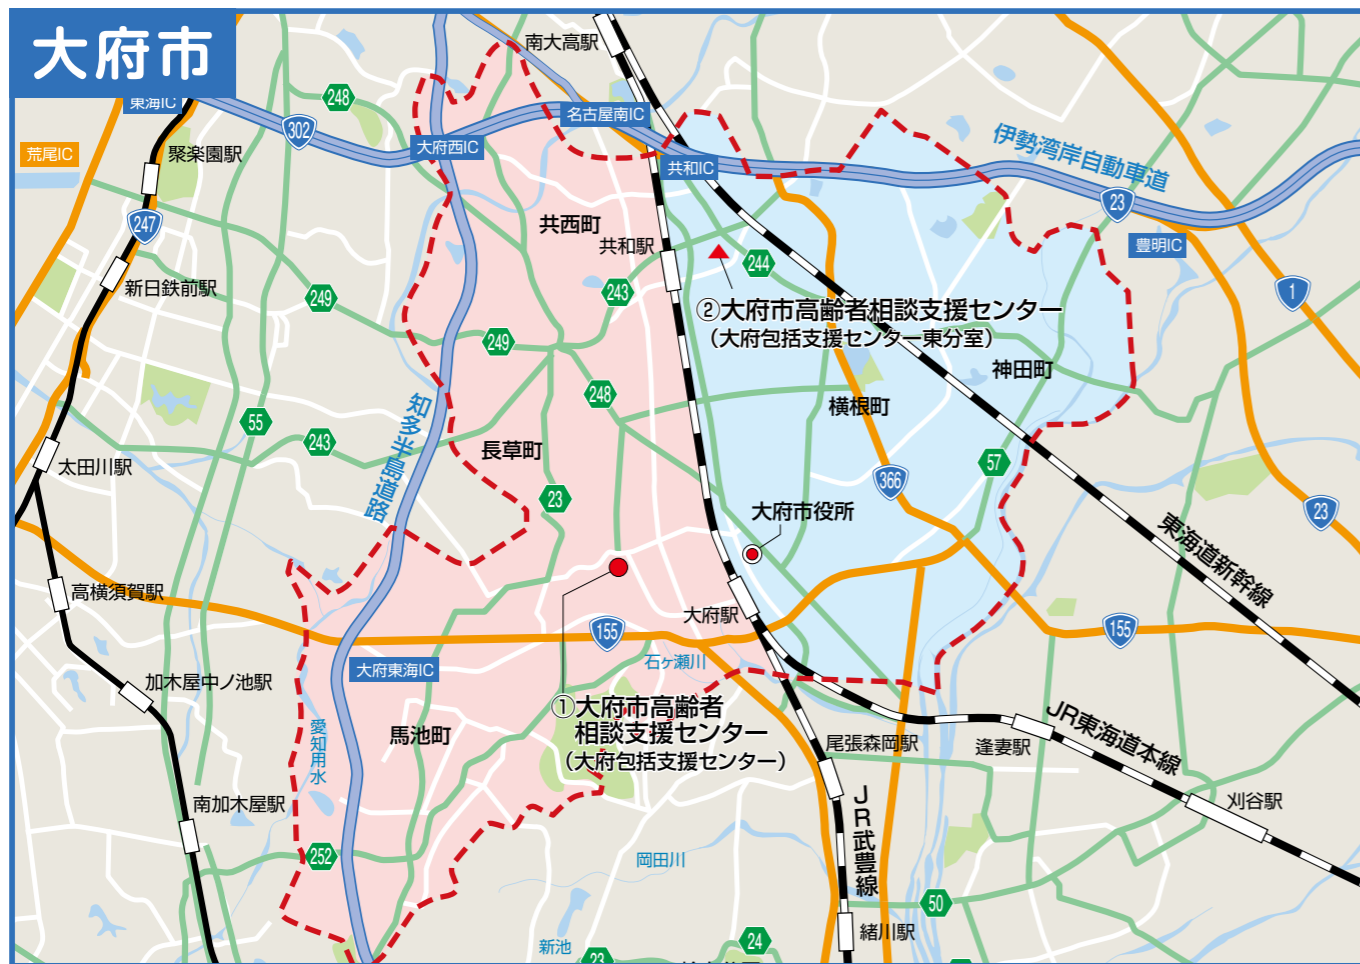 大府市
南大高駅
東海IC
248
302
名古屋南IC
大府西IC
荒尾IC
聚楽園駅
共和IC
伊勢湾岸自動車道
23
247
共西町
共和駅
豊明IC
244
新日鉄前駅
249
243
1
②大府市高齢者相談支援センター
（大府包括支援センター東分室）
249
神田町
248
横根町
知多半島道路
55
243
長草町
太田川駅
57
366
23
23
大府市役所
東海道新幹線
高横須賀駅
大府駅
155
155
石ヶ瀬川
大府東海IC
加木屋中ノ池駅
①大府市高齢者
相談支援センター
（大府包括支援センター）
馬池町
愛知用水
尾張森岡駅
逢妻駅
JR東海道本線
南加木屋駅
刈谷駅
JR武豊線
252
岡田川
50
緒川駅
新池
24
23